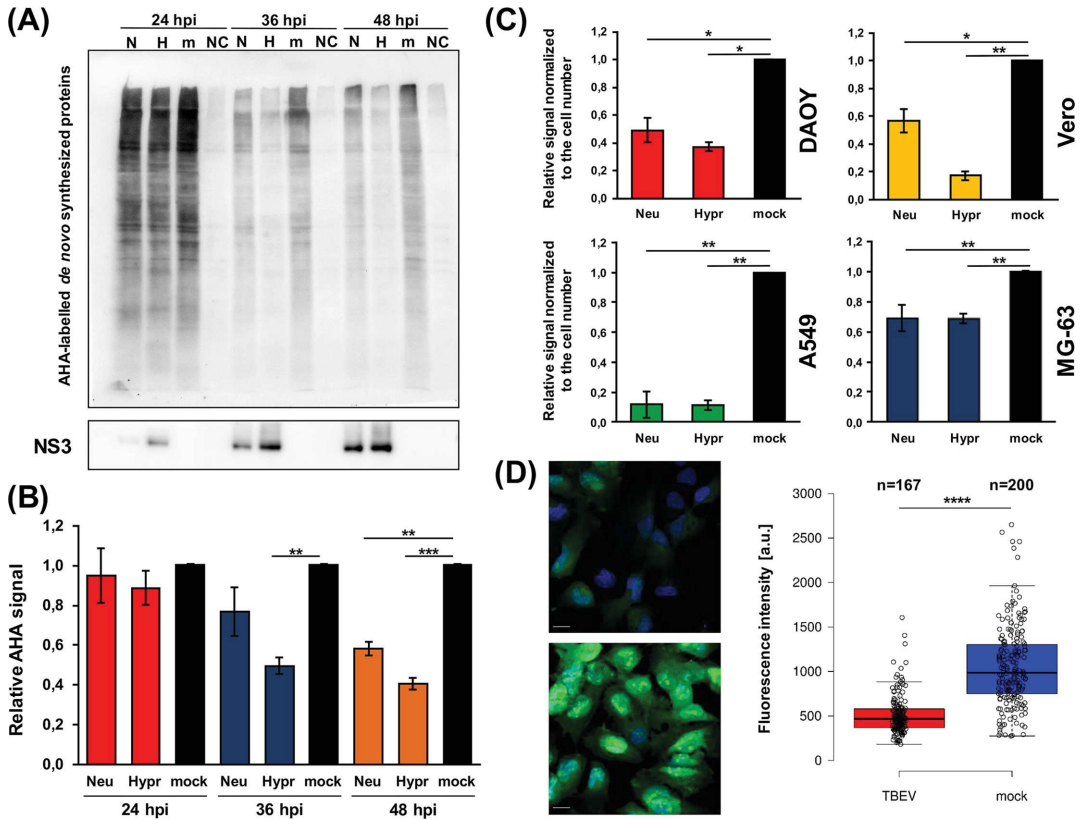 (A)
24 hpi 36 hpi 48 hpi
N H m NC N H m NC N H m NC
AHA-labelled de novo synthesized proteins
NS3
(B)
Relative AHA signal
1,2
1,0
0,8
0,6
0,4
0,2
0,0
** ** ***
Neu Hypr mock Neu Hypr mock Neu Hypr mock
24 hpi 36 hpi 48 hpi
(C)
Relative signal normalized
to the cell number
1,2
1,0
0,8
0,6
0,4
0,2
0,0
*
*
Neu Hypr mock
DAOY
1,2
1,0
0,8
0,6
0,4
0,2
0,0
*
**
Neu Hypr mock
Vero
Relative signal normalized
to the cell number
1,2
1,0
0,8
0,6
0,4
0,2
0,0
**
**
Neu Hypr mock
A549
1,2
1,0
0,8
0,6
0,4
0,2
0,0
**
**
Neu Hypr mock
MG-63
(D)
n=167 n=200
****
Fluorescence intensity [a.u.]
3000
2500
2000
1500
1000
500
0
TBEV mock